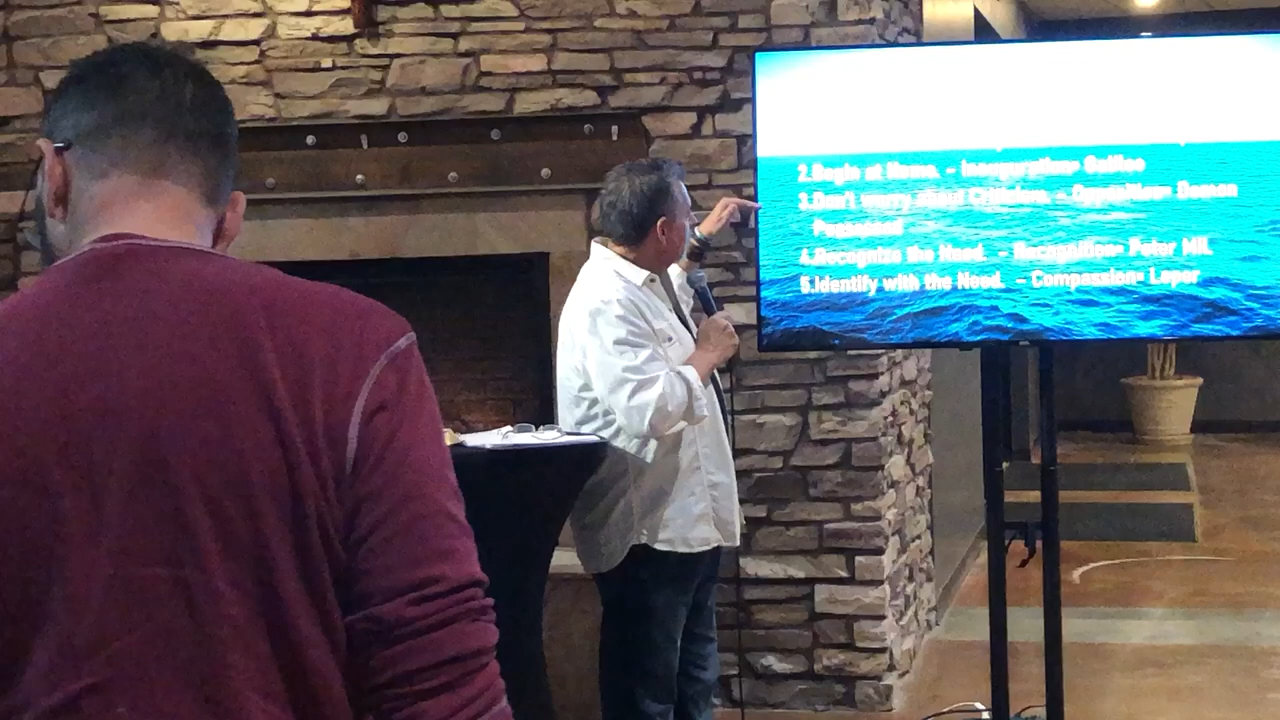 2.Begin at Home. - Inauguration= Galilee
3.Don't worry about Criticism. - Opposition= Demon
Possessed
4.Recognize the Need. - Recognition= Peter MIL
5.Identify with the Need. - Compassion= Leper